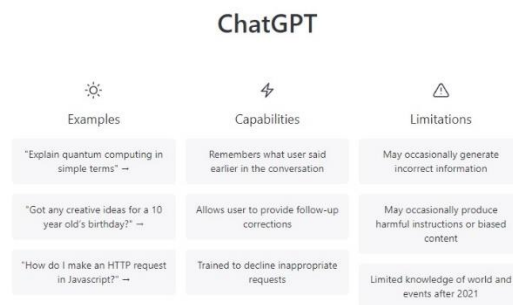 ChatGPT
Examples
Capabilities
Limitations
"Explain quantum computing in
simple terms" →
Remembers what user said
earlier in the conversation
May occasionally generate
incorrect information
"Got any creative ideas for a 10
year old's birthday?" →
Allows user to provide follow-up
corrections
May occasionally produce
harmful instructions or biased
content
"How do I make an HTTP request
in Javascript?" →
Trained to decline inappropriate
requests
Limited knowledge of world and
events after 2021